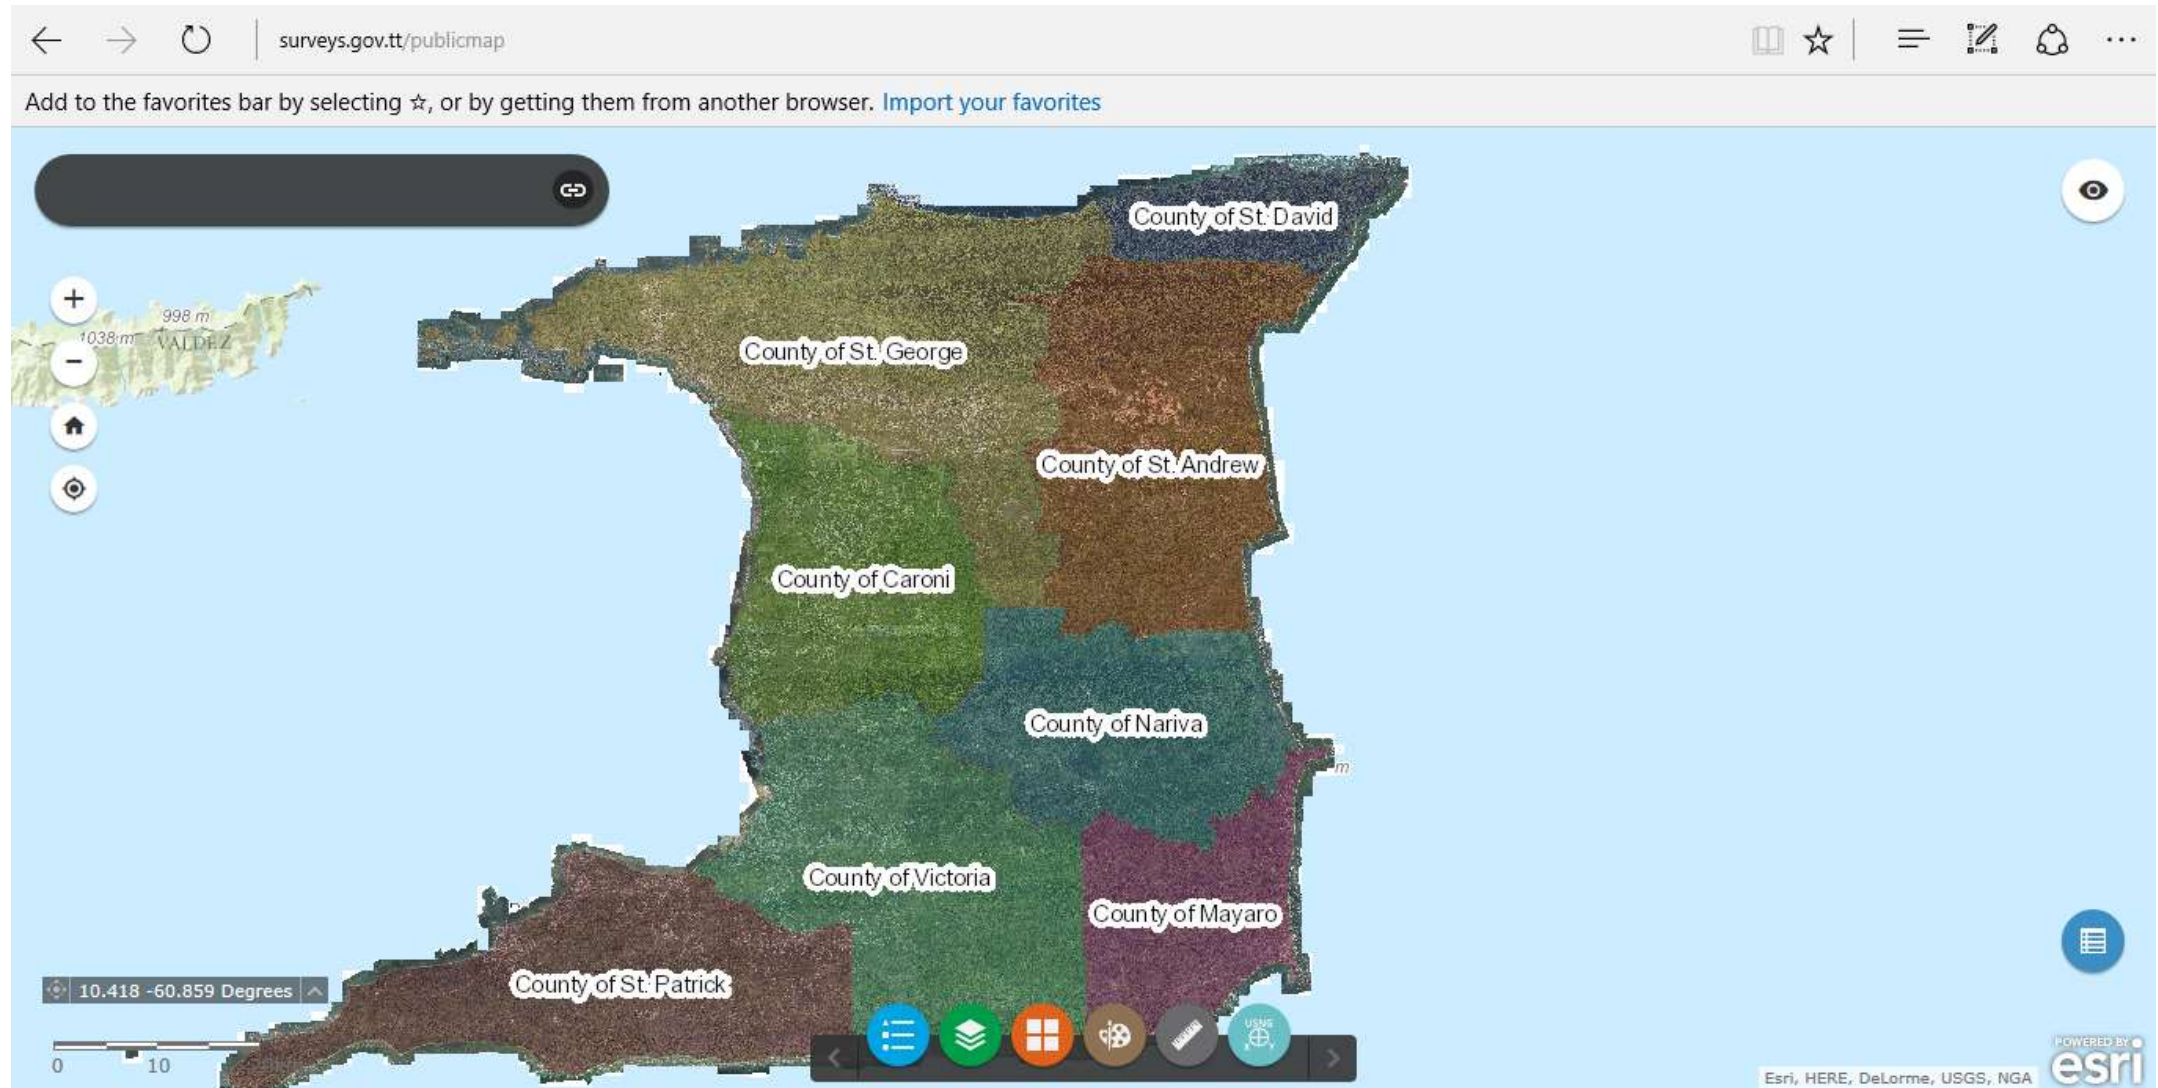 surveys.gov.tt/publicmap
Add to the favorites bar by selecting ☆, or by getting them from another browser. Import your favorites
County of St. David
998 m
1038 m VALDEZ
County of St. George
County of St. Andrew
County of Caroni
County of Nariva
m
County of Victoria
County of Mayaro
County of St. Patrick
10.418 -60.859 Degrees
0 10
USNG
X Y
POWERED BY
esri
Esri, HERE, DeLorme, USGS, NGA